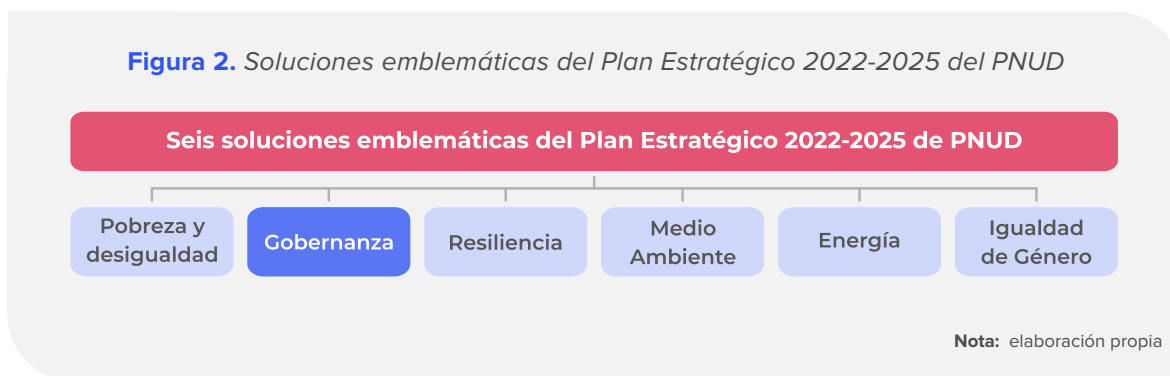 Figura 2. Soluciones emblemáticas del Plan Estratégico 2022-2025 del PNUD
Seis soluciones emblemáticas del Plan Estratégico 2022-2025 de PNUD
Pobreza y
desigualdad
Gobernanza
Resiliencia
Medio
Ambiente
Energía
Igualdad
de Género
Nota: elaboración propia